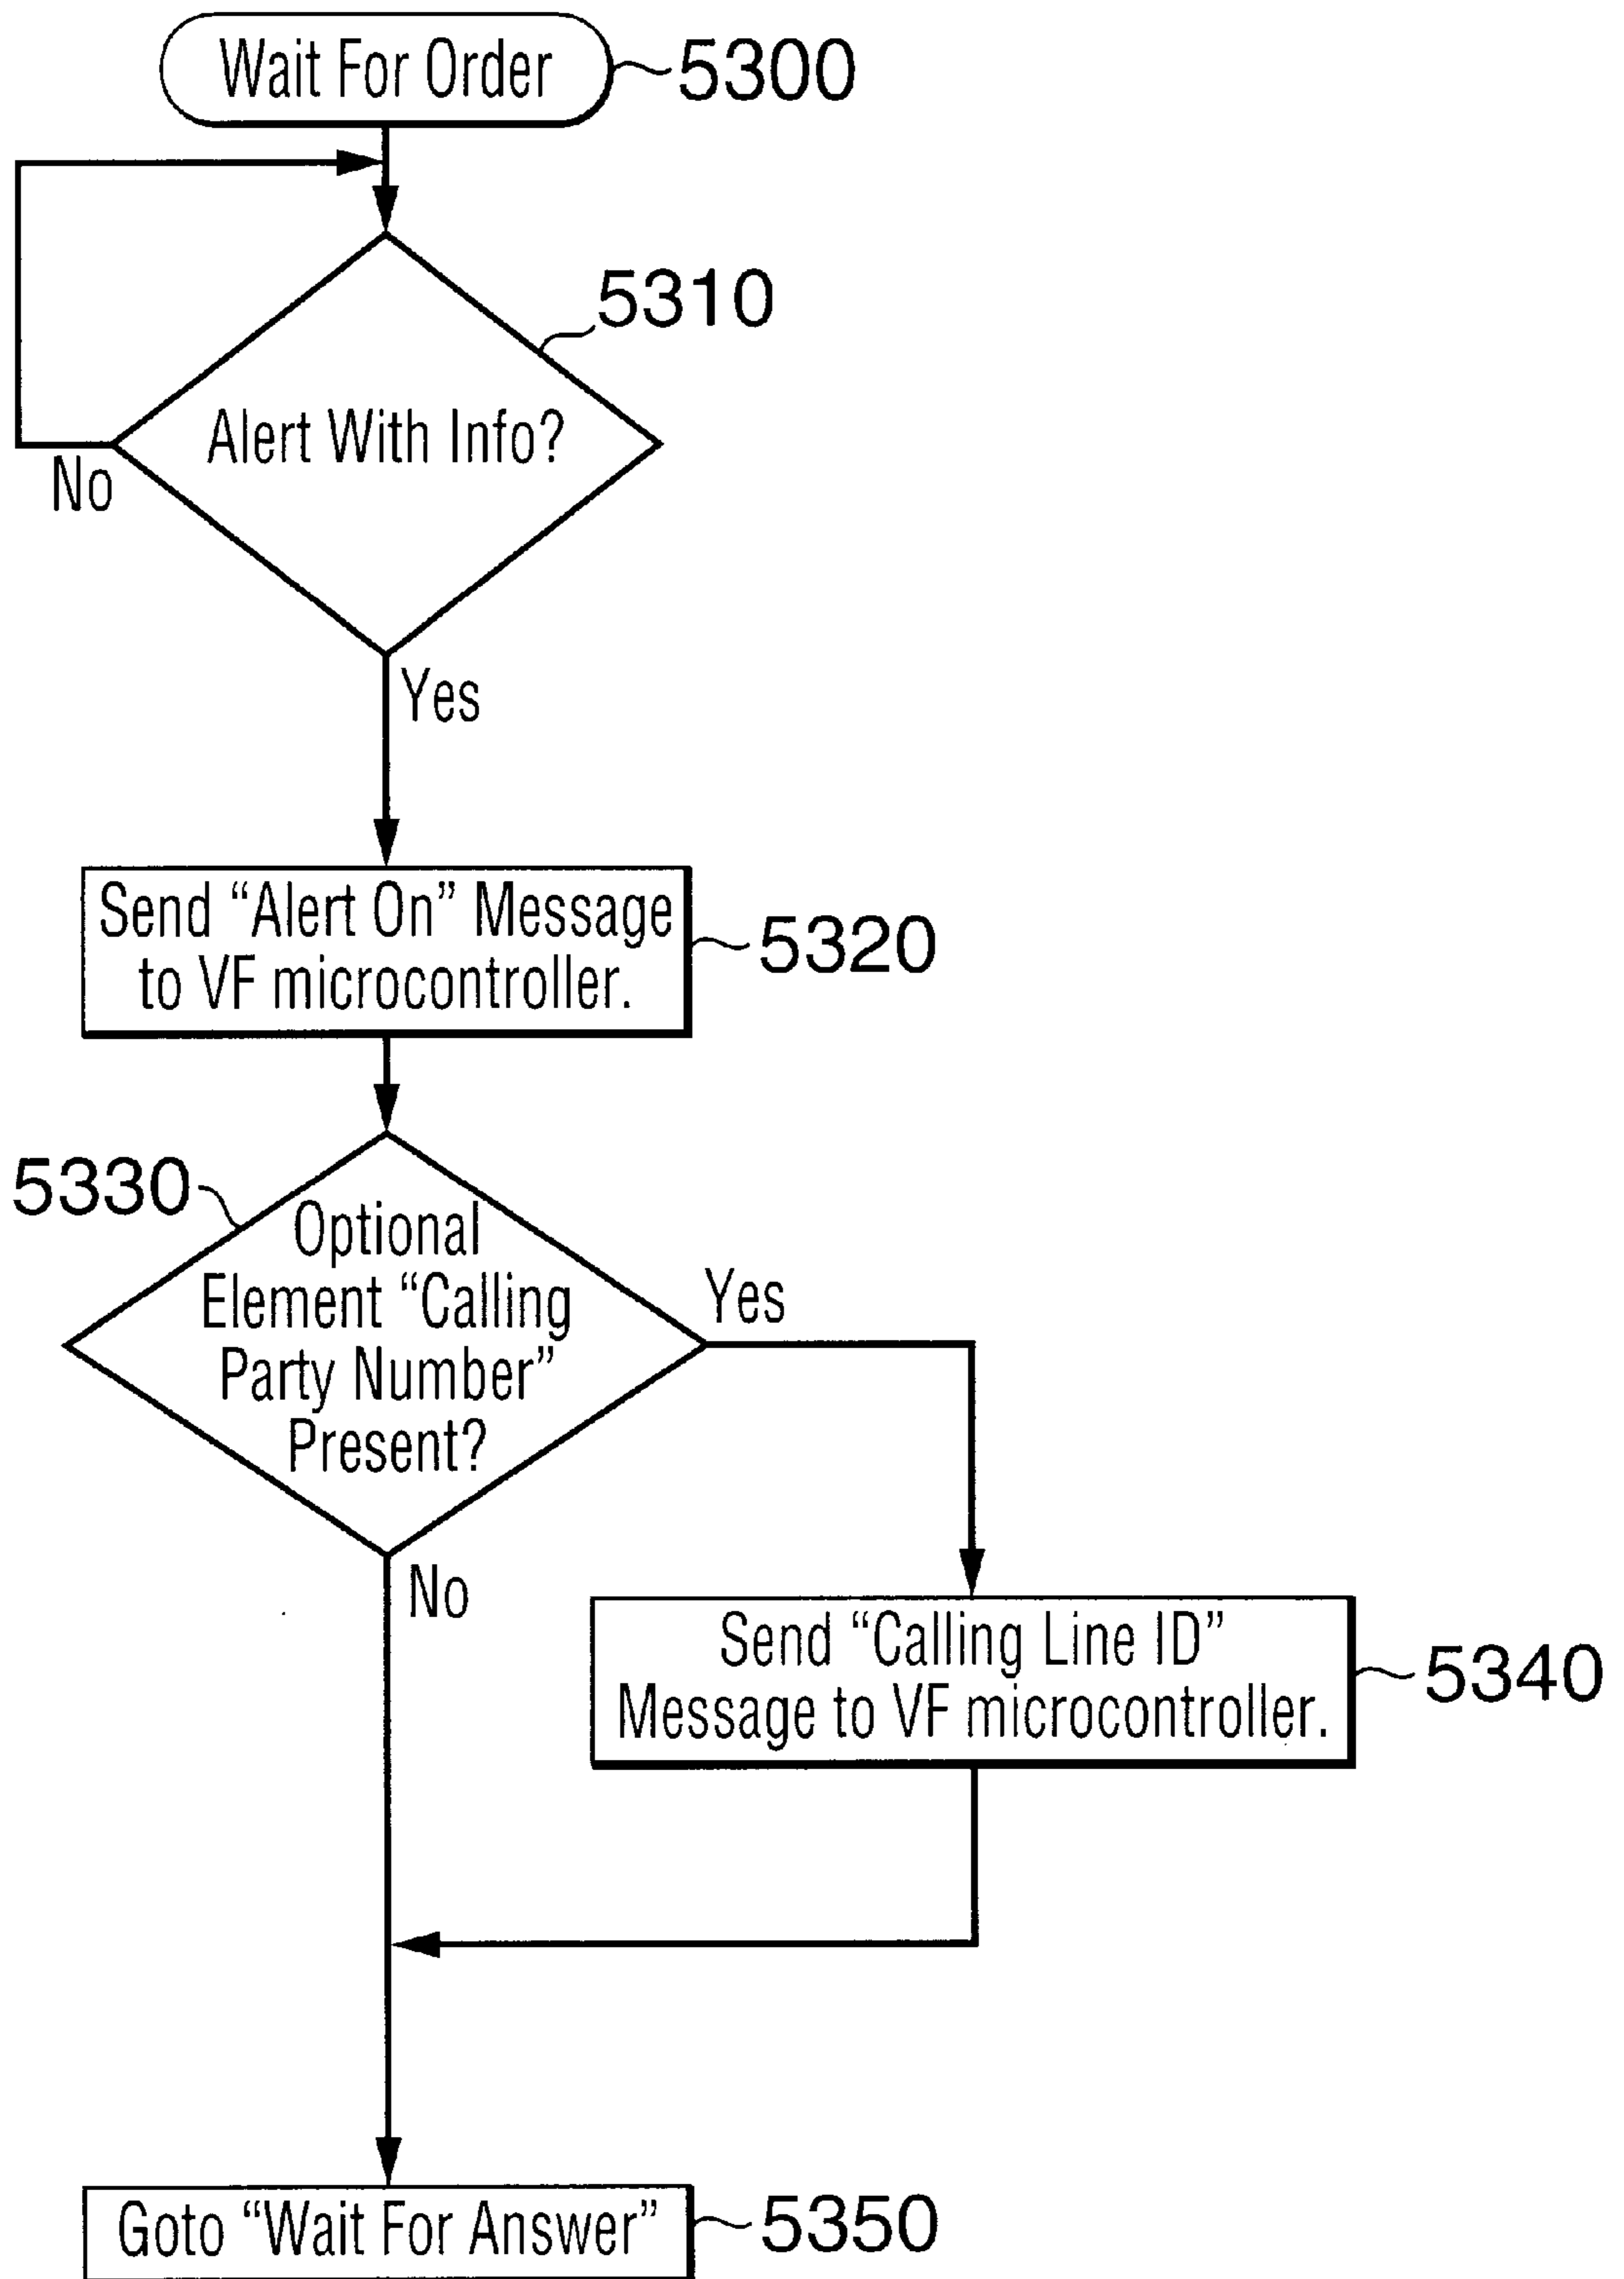 Wait For Order
5300
5310
Alert With Info?
No
Yes
Send “Alert On” Message
to VF microcontroller.
5320
5330
Optional
Element “Calling
Party Number”
Present?
Yes
No
Send “Calling Line ID”
Message to VF microcontroller.
5340
Goto “Wait For Answer”
5350